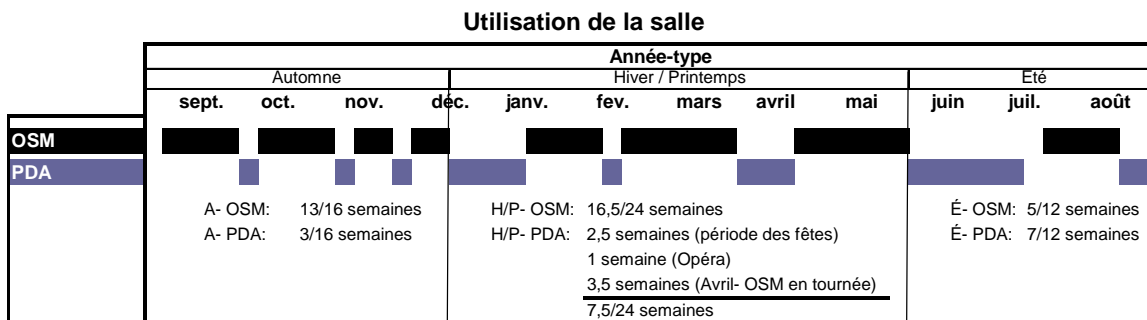 Utilisation de la salle
Année-type
Automne Hiver / Printemps Eté
sept. oct. nov. déc. janv. fev. mars avril mai juin juil. août
OSM
PDA
A- OSM: 13/16 semaines H/P- OSM: 16,5/24 semaines É- OSM: 5/12 semaines
A- PDA: 3/16 semaines H/P- PDA: 2,5 semaines (période des fêtes) É- PDA: 7/12 semaines
1 semaine (Opéra)
3,5 semaines (Avril- OSM en tournée)
7,5/24 semaines